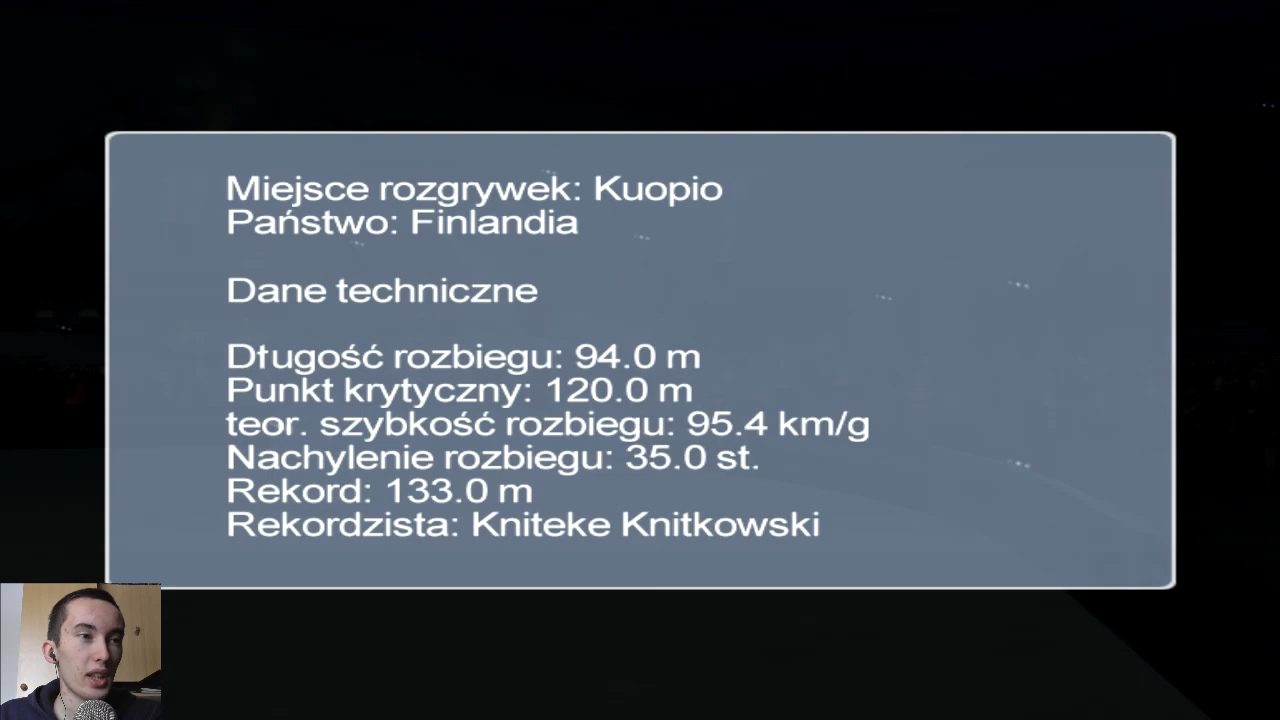 Miejsce rozgrywek: Kuopio
Państwo: Finlandia
Dane techniczne
Długość rozbiegu: 94.0 m
Punkt krytyczny: 120.0 m
teor. szybkość rozbiegu: 95.4 km/g
Nachylenie rozbiegu: 35.0 st.
Rekord: 133.0 m
Rekordzista: Kniteke Knitkowski